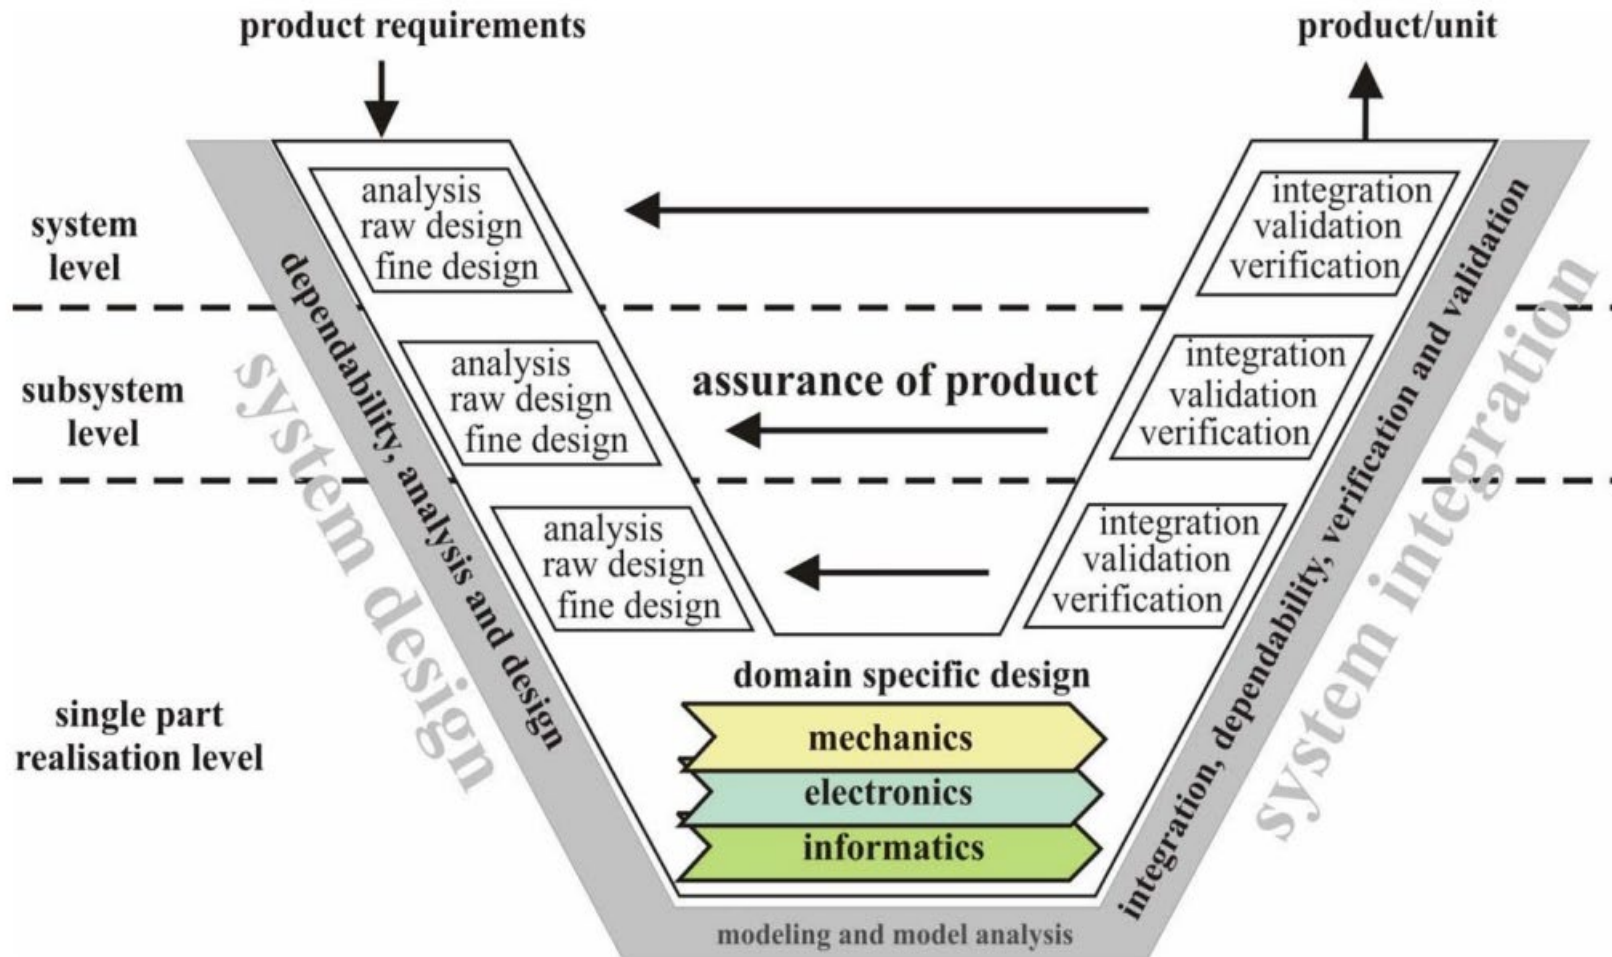 product requirements
product/unit
system
level
analysis
raw design
fine design
integration
validation
verification
subsystem
level
analysis
raw design
fine design
assurance of product
integration
validation
verification
single part
realisation level
analysis
raw design
fine design
integration
validation
verification
domain specific design
mechanics
electronics
informatics
modeling and model analysis
dependability, analysis and design
system design
integration, dependability, verification and validation
system integration